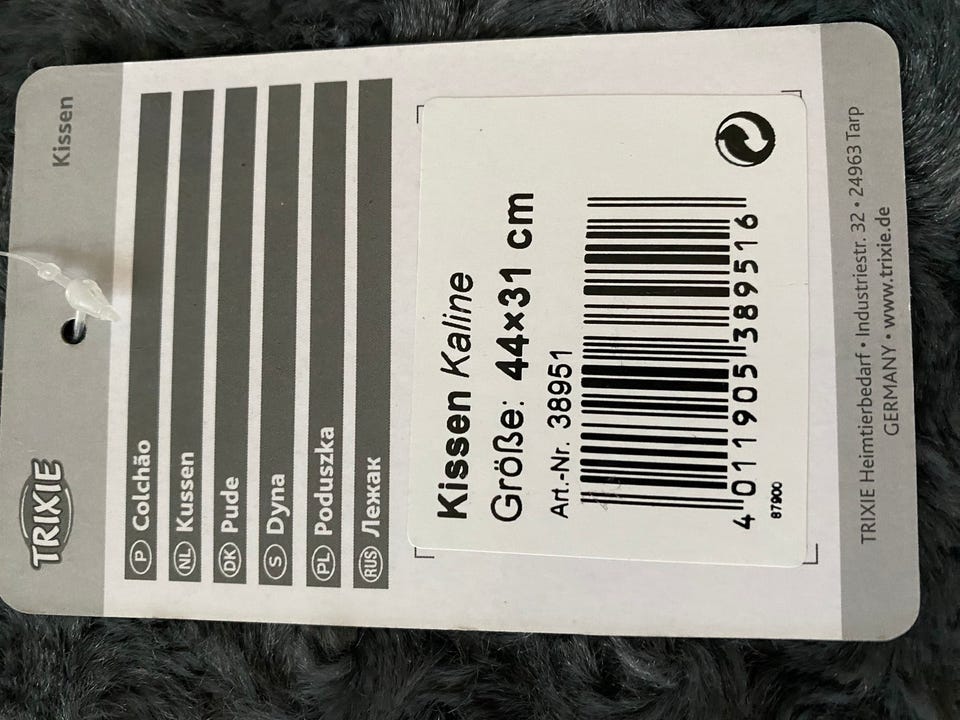 TRIXIE
Kissen
P Colchão
NL Kussen
DK Pude
S Dyna
PL Poduszka
RUS Лежак
Kissen Kaline
Größe: 44×31 cm
Art.-Nr. 38951
4 011905 389516
87900
TRIXIE Heimtierbedarf • Industriestr. 32 • 24963 Tarp
GERMANY • www.trixie.de